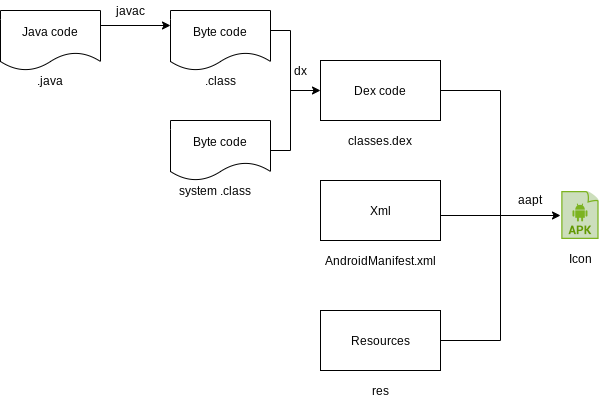 Java code
javac
Byte code
.java
.class
dx
Byte code
system .class
Dex code
classes.dex
Xml
AndroidManifest.xml
aapt
APK
Icon
Resources
res